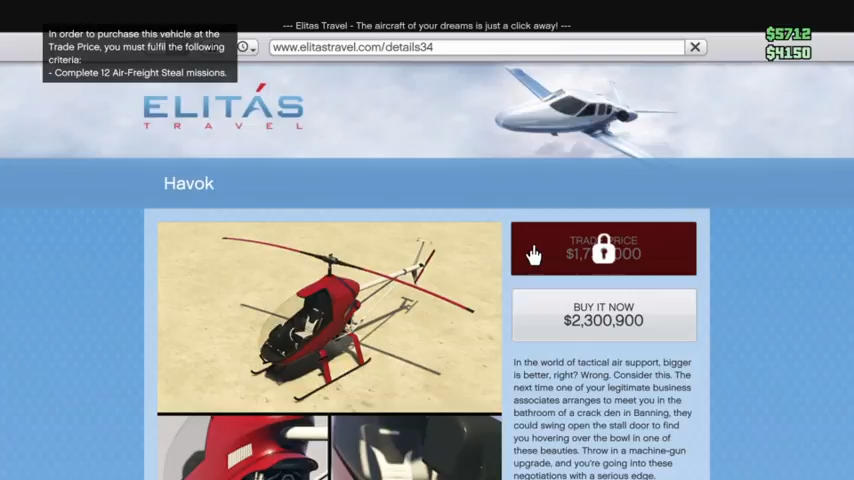 --- Elitas Travel - The aircraft of your dreams is just a click away! ---
In order to purchase this vehicle at the
Trade Price, you must fulfil the following
criteria:
- Complete 12 Air-Freight Steal missions.
www.elitastravel.com/details34
$5712
$4150
ELITÁS
TRAVEL
Havok
TRADE PRICE
BUY IT NOW
$2,300,900
In the world of tactical air support, bigger
is better, right? Wrong. Consider this. The
next time one of your legitimate business
associates arranges to meet you in the
bathroom of a crack den in Banning, they
could swing open the stall door to find
you hovering over the bowl in one of
these beauties. Throw in a machine-gun
upgrade, and you're going into these
negotiations with a serious edge.